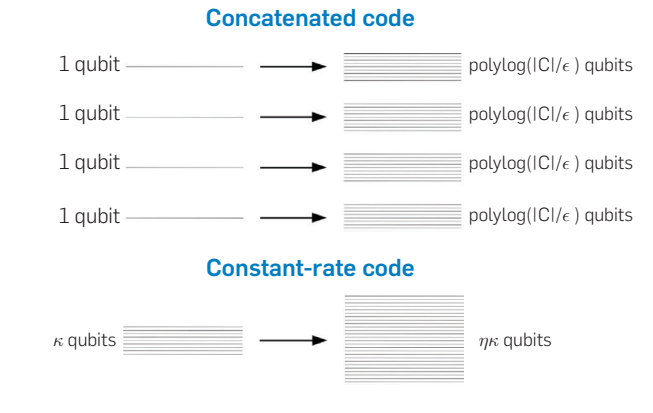 Concatenated code
1 qubit polylog(|C|/ϵ ) qubits
1 qubit polylog(|C|/ϵ ) qubits
1 qubit polylog(|C|/ϵ ) qubits
1 qubit polylog(|C|/ϵ ) qubits
Constant-rate code
κ qubits ηκ qubits